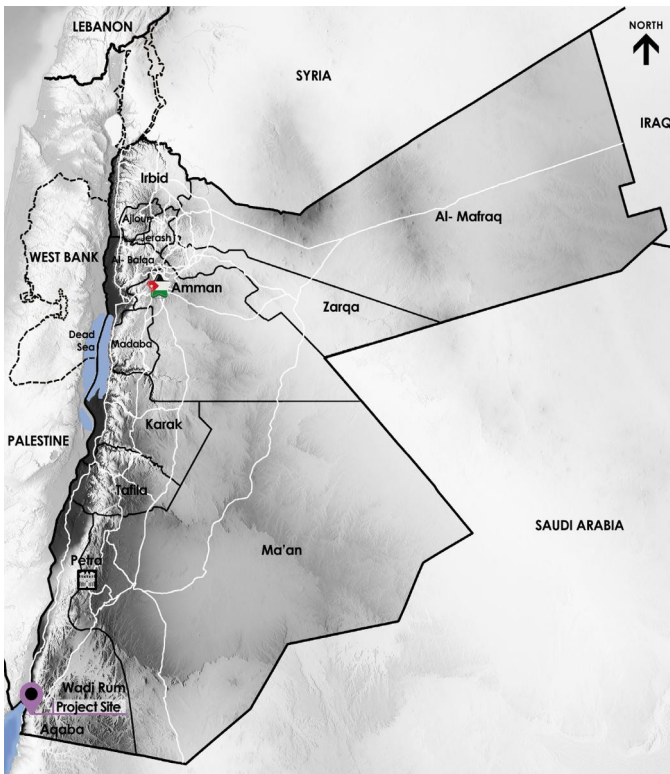 LEBANON
NORTH
SYRIA
IRAQ
Irbid
Ajloun
Al- Mafraq
Jerash
WEST BANK
Al- Balqa
Amman
Zarqa
Dead
Sea
Madaba
Karak
PALESTINE
Tafila
SAUDI ARABIA
Ma'an
Petra
Wadi Rum
Project Site
Aqaba